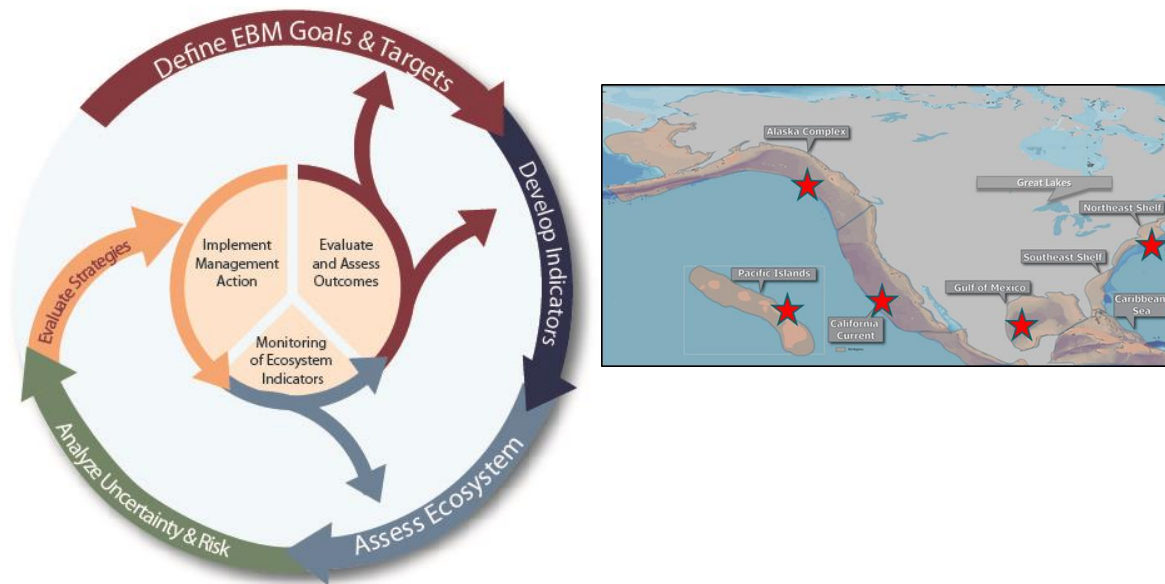 Define EBM Goals & Targets
Develop Indicators
Assess Ecosystem
Analyze Uncertainty & Risk
Evaluate Strategies
Implement
Management
Action
Evaluate
and Assess
Outcomes
Monitoring
of Ecosystem
Indicators
Alaska Complex
Great Lakes
Northeast Shelf
Southeast Shelf
Pacific Islands
Gulf of Mexico
California
Current
Caribbean
Sea